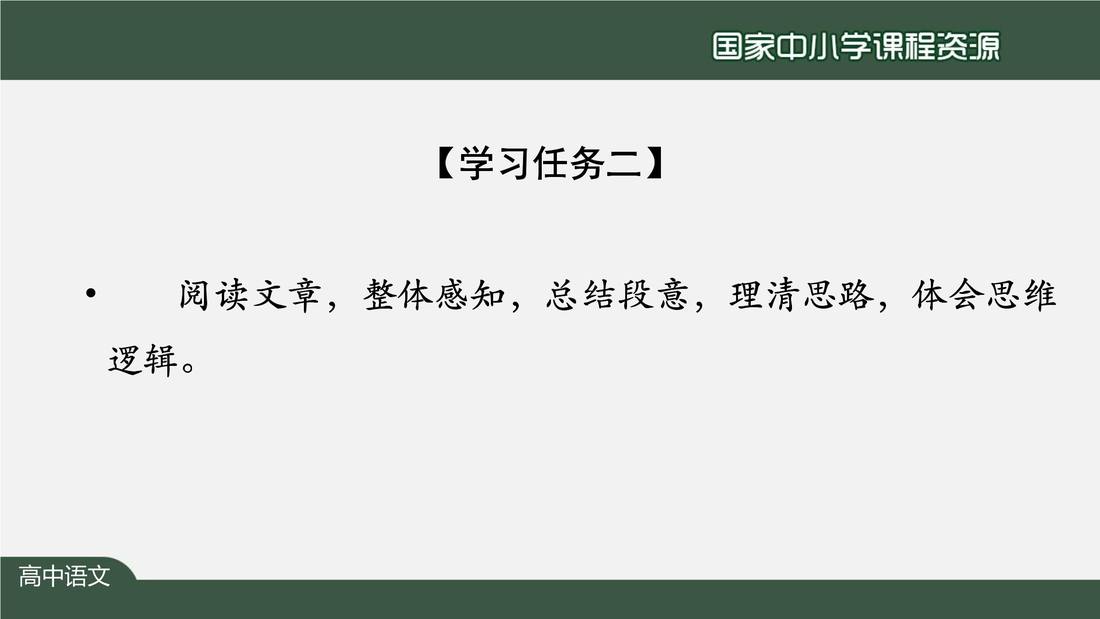 国家中小学课程资源
【学习任务二】
• 阅读文章，整体感知，总结段意，理清思路，体会思维
逻辑。
高中语文